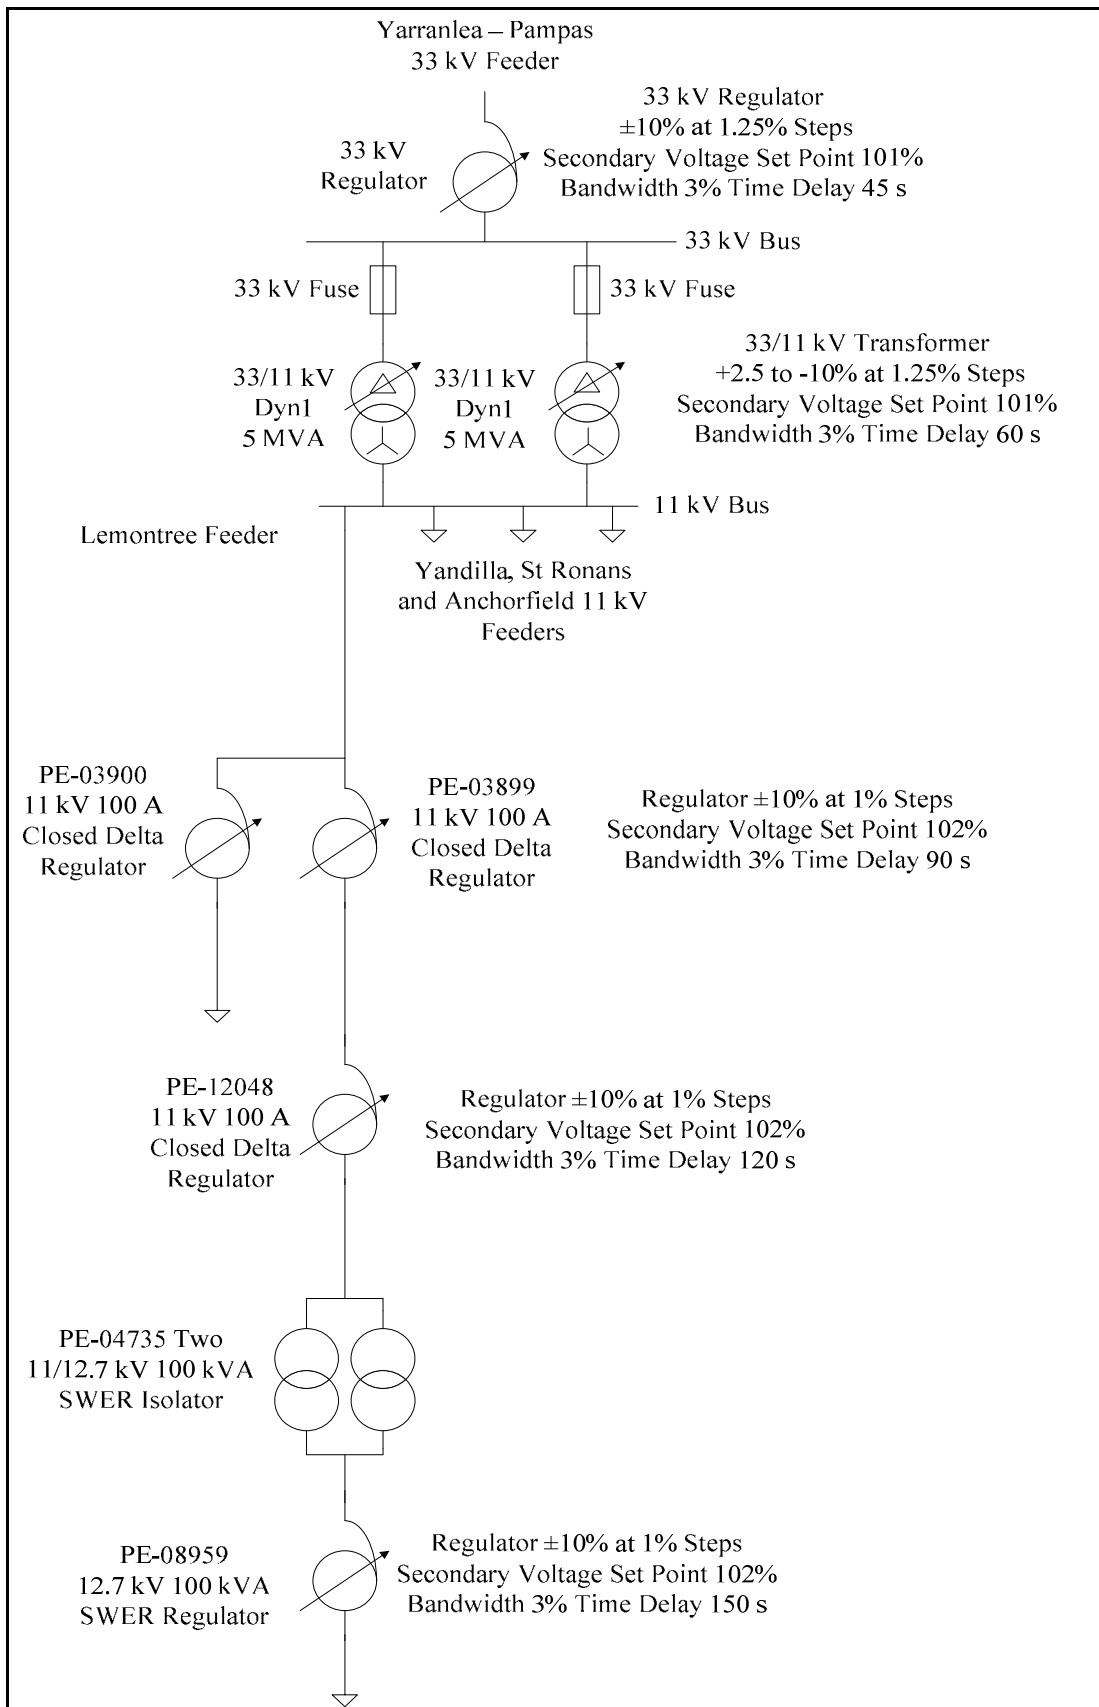 Yarranlea – Pampas
33 kV Feeder
33 kV Regulator
±10% at 1.25% Steps
Secondary Voltage Set Point 101%
Bandwidth 3% Time Delay 45 s
33 kV
Regulator
33 kV Bus
33 kV Fuse
33 kV Fuse
33/11 kV
Dyn1
5 MVA
33/11 kV
Dyn1
5 MVA
33/11 kV Transformer
+2.5 to -10% at 1.25% Steps
Secondary Voltage Set Point 101%
Bandwidth 3% Time Delay 60 s
11 kV Bus
Lemontree Feeder
Yandilla, St Ronans
and Anchorfield 11 kV
Feeders
PE-03900
11 kV 100 A
Closed Delta
Regulator
PE-03899
11 kV 100 A
Closed Delta
Regulator
Regulator ±10% at 1% Steps
Secondary Voltage Set Point 102%
Bandwidth 3% Time Delay 90 s
PE-12048
11 kV 100 A
Closed Delta
Regulator
Regulator ±10% at 1% Steps
Secondary Voltage Set Point 102%
Bandwidth 3% Time Delay 120 s
PE-04735 Two
11/12.7 kV 100 kVA
SWER Isolator
PE-08959
12.7 kV 100 kVA
SWER Regulator
Regulator ±10% at 1% Steps
Secondary Voltage Set Point 102%
Bandwidth 3% Time Delay 150 s